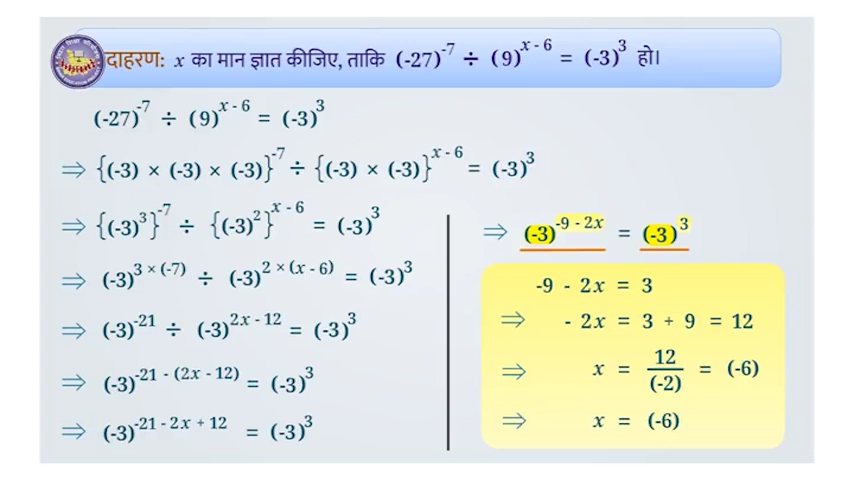 उदाहरण: x का मान ज्ञात कीजिए, ताकि (-27)^-7 ÷ (9)^x - 6 = (-3)^3 हो।
(-27)^-7 ÷ (9)^x - 6 = (-3)^3
⇒ {(-3) × (-3) × (-3)}^-7 ÷ {(-3) × (-3)}^x - 6 = (-3)^3
⇒ {(-3)^3}^-7 ÷ {(-3)^2}^x - 6 = (-3)^3
⇒ (-3)^3 × (-7) ÷ (-3)^2 × (x - 6) = (-3)^3
⇒ (-3)^-21 ÷ (-3)^2x - 12 = (-3)^3
⇒ (-3)^-21 - (2x - 12) = (-3)^3
⇒ (-3)^-21 - 2x + 12 = (-3)^3
⇒ (-3)^-9 - 2x = (-3)^3
-9 - 2x = 3
⇒ - 2x = 3 + 9 = 12
⇒ x = 12/(-2) = (-6)
⇒ x = (-6)